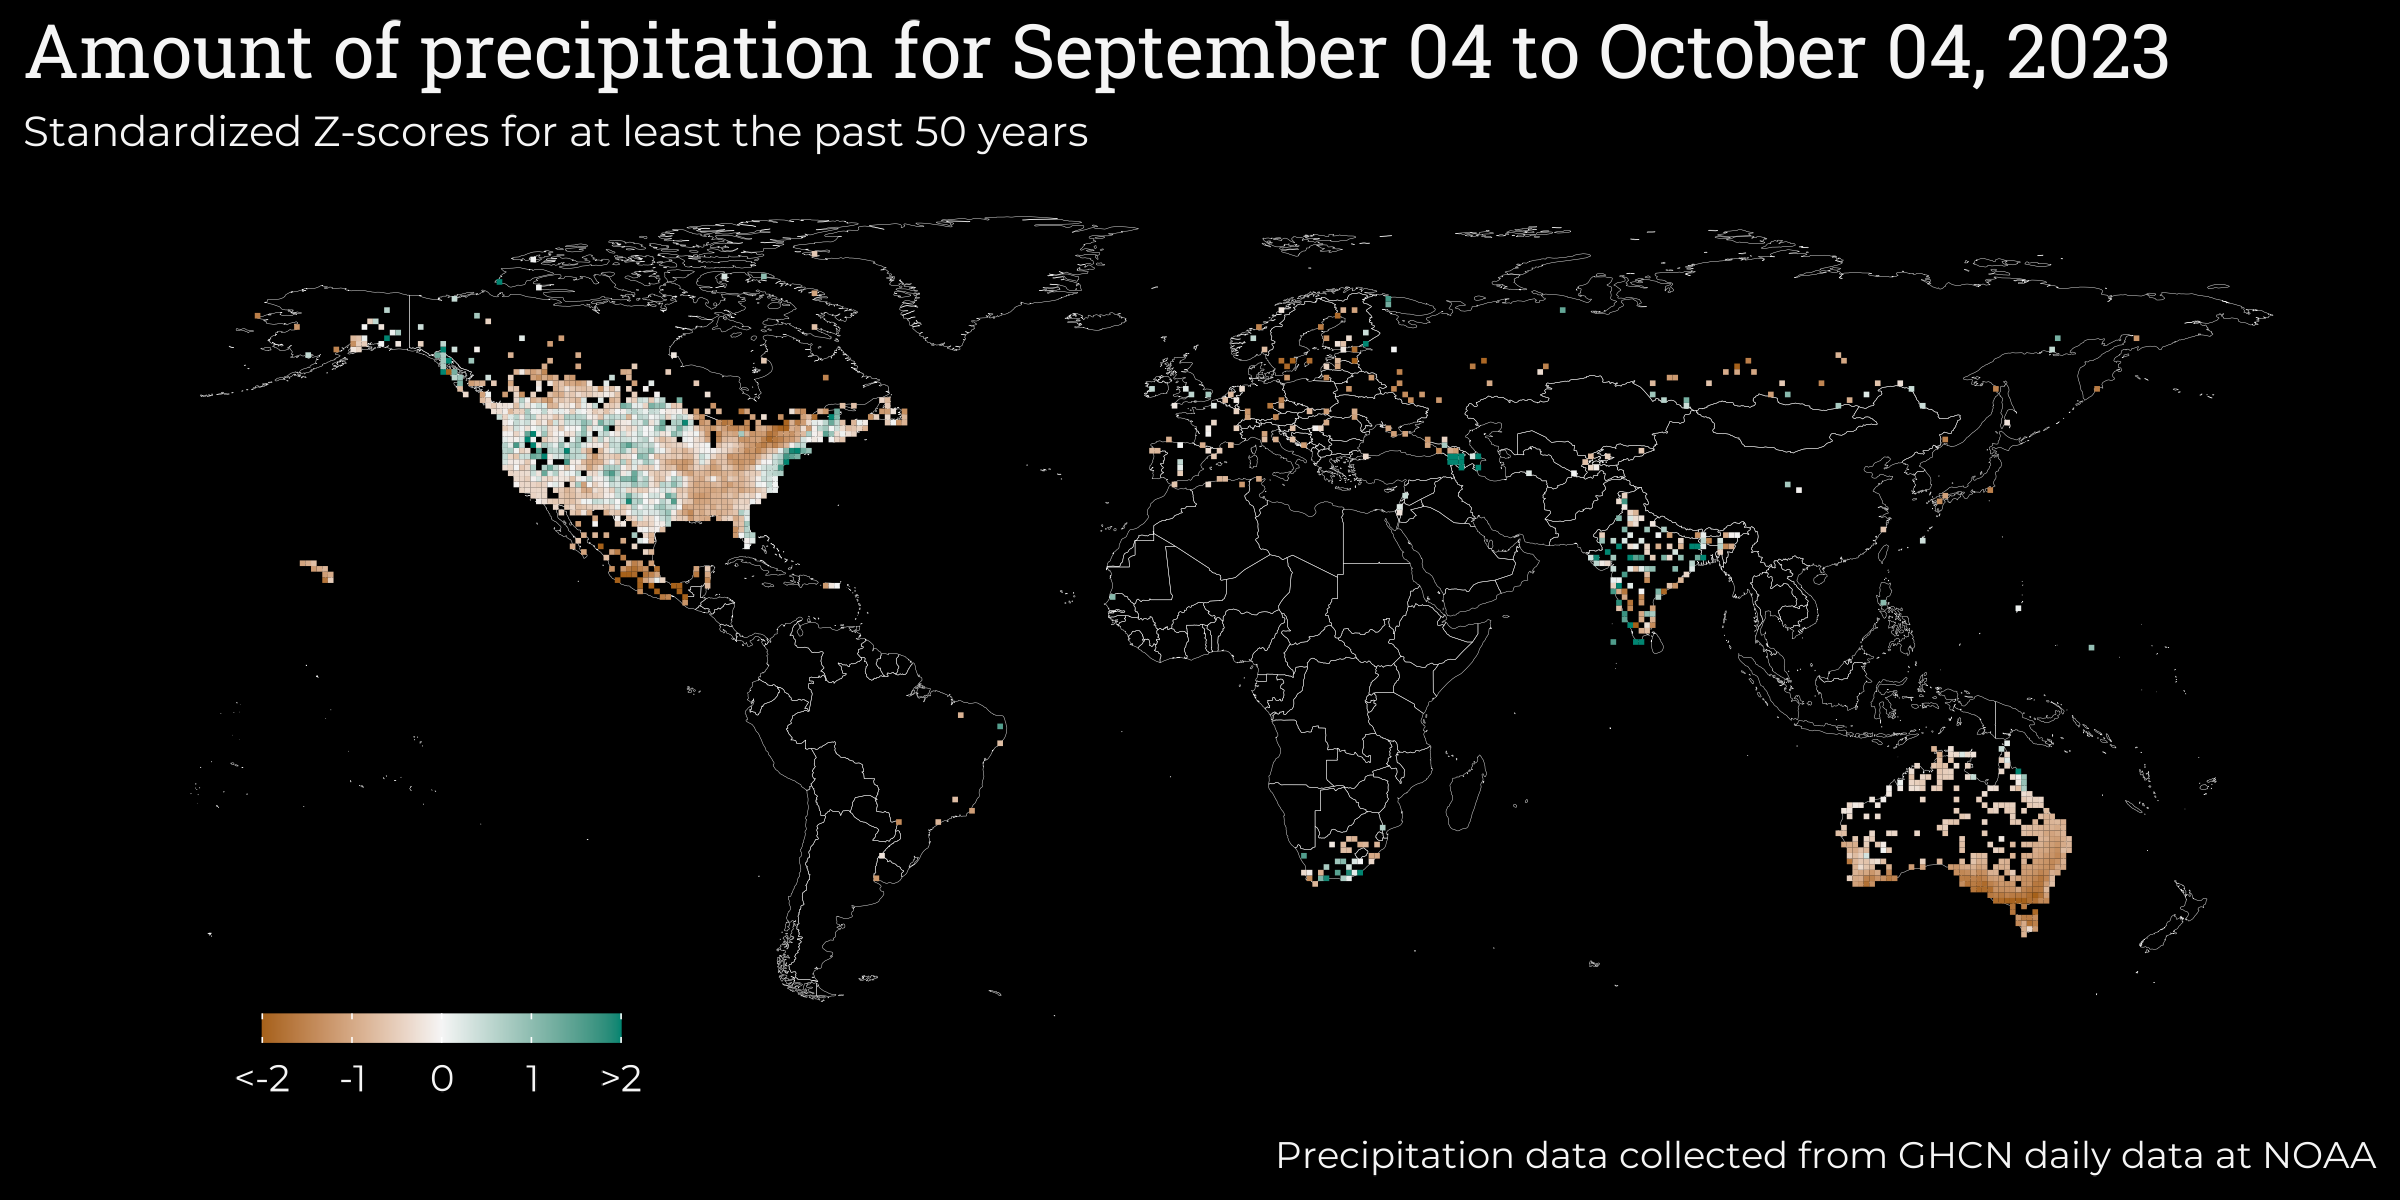 Amount of precipitation for September 04 to October 04, 2023
Standardized Z-scores for at least the past 50 years
<-2 -1 0 1 >2
Precipitation data collected from GHCN daily data at NOAA